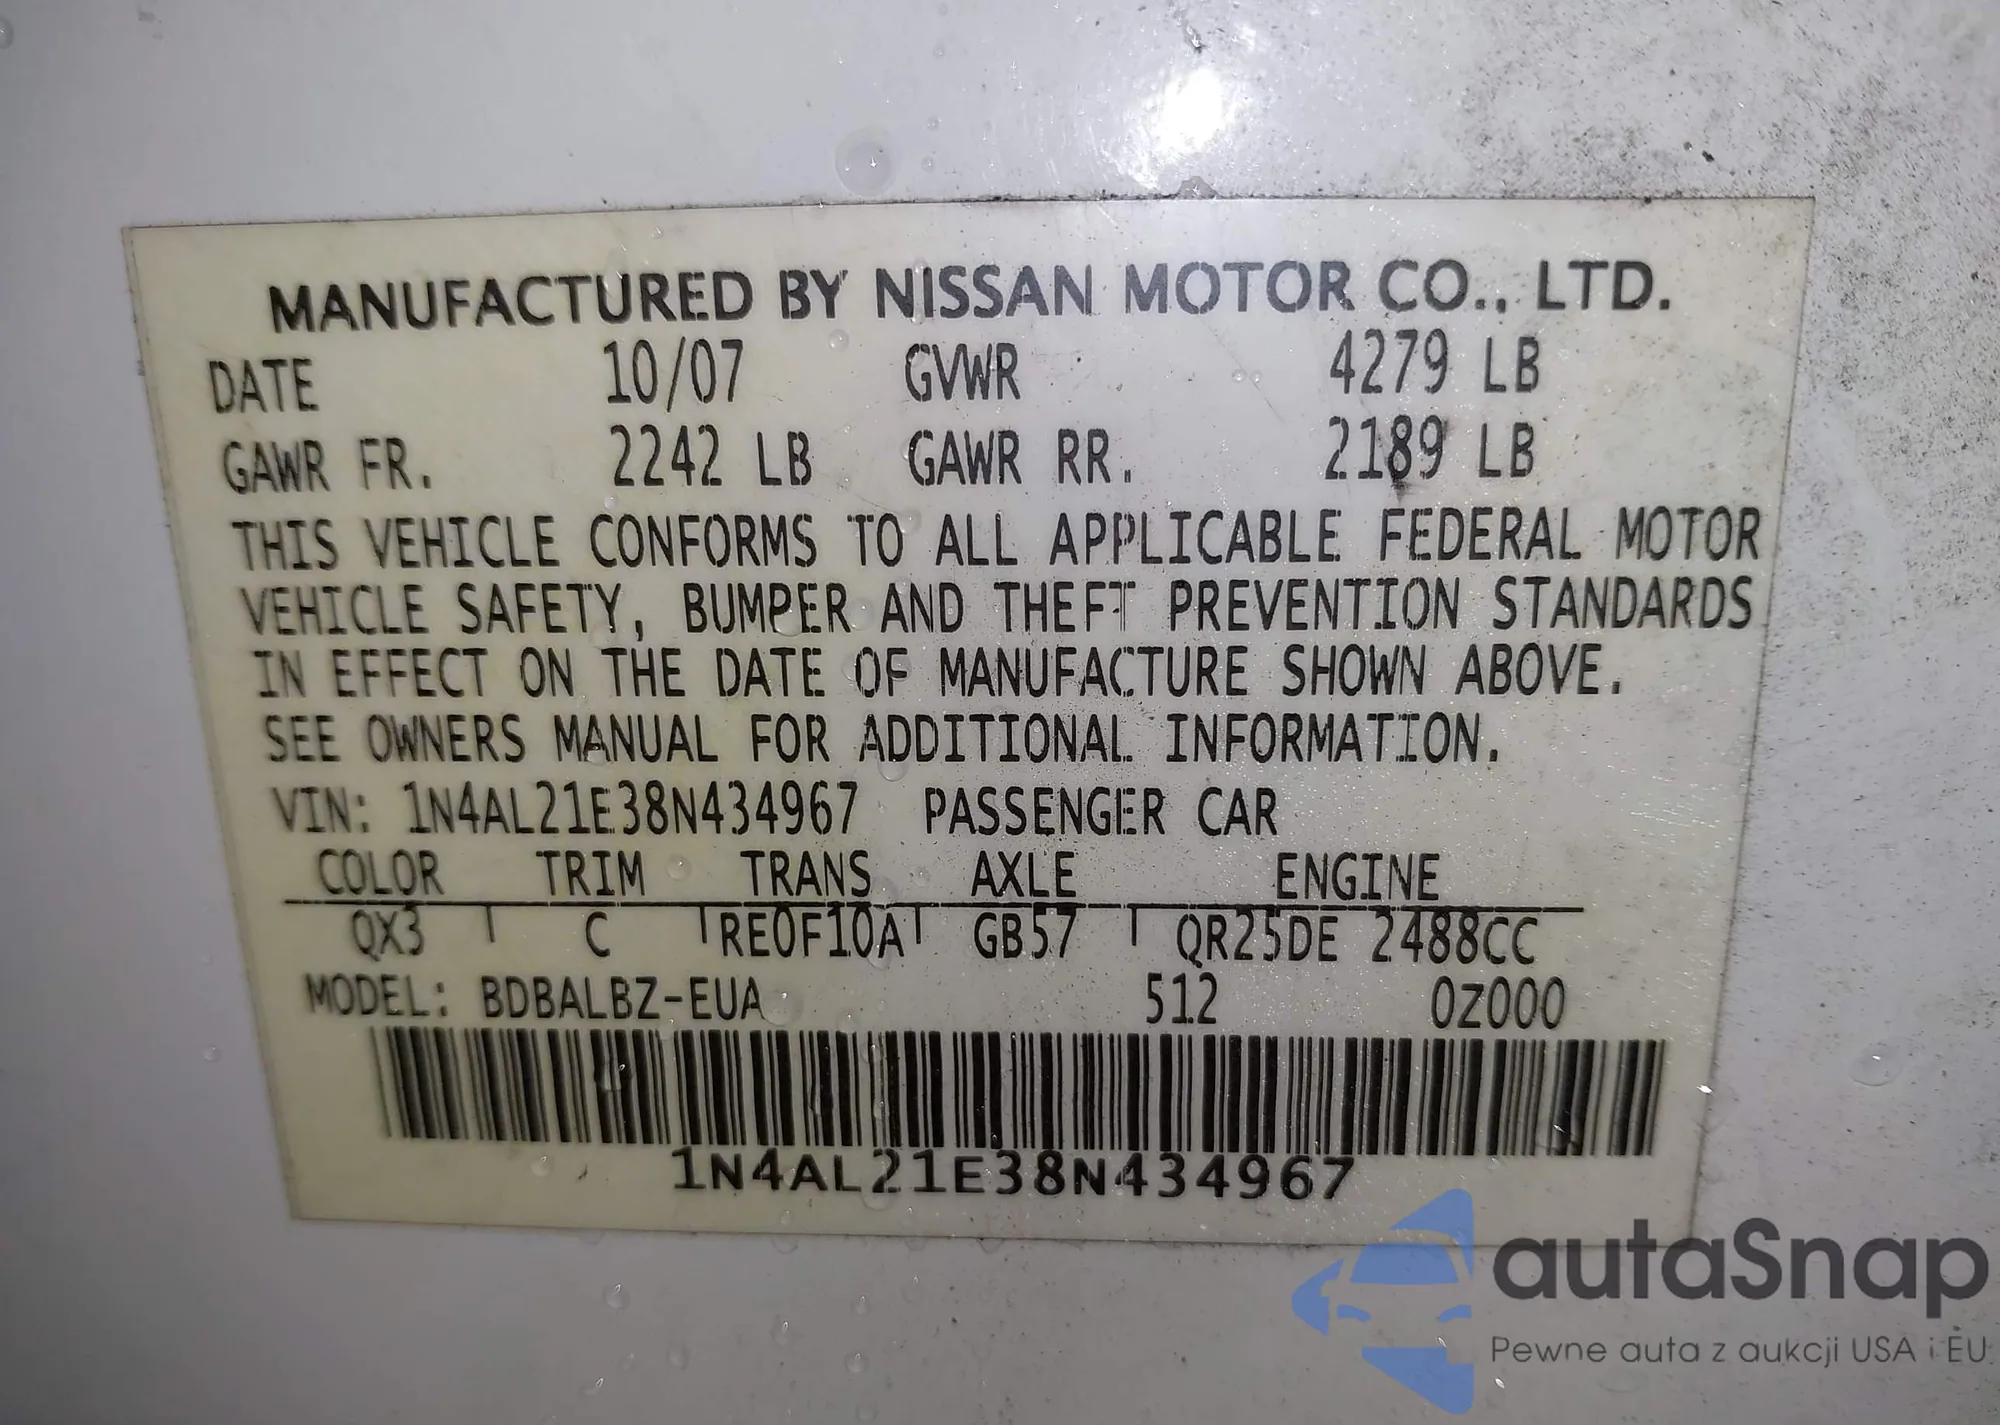 MANUFACTURED BY NISSAN MOTOR CO., LTD.
DATE 10/07 GVWR 4279 LB
GAWR FR. 2242 LB GAWR RR. 2189 LB
THIS VEHICLE CONFORMS TO ALL APPLICABLE FEDERAL MOTOR
VEHICLE SAFETY, BUMPER AND THEFT PREVENTION STANDARDS
IN EFFECT ON THE DATE OF MANUFACTURE SHOWN ABOVE.
SEE OWNERS MANUAL FOR ADDITIONAL INFORMATION.
VIN: 1N4AL21E38N434967 PASSENGER CAR
COLOR TRIM TRANS AXLE ENGINE
QX3 C RE0F10A GB57 QR25DE 2488CC
MODEL: BDBALBZ-EUA 512 0Z000
1N4AL21E38N434967
autaSnap
Pewne auta z aukcji USA i EU